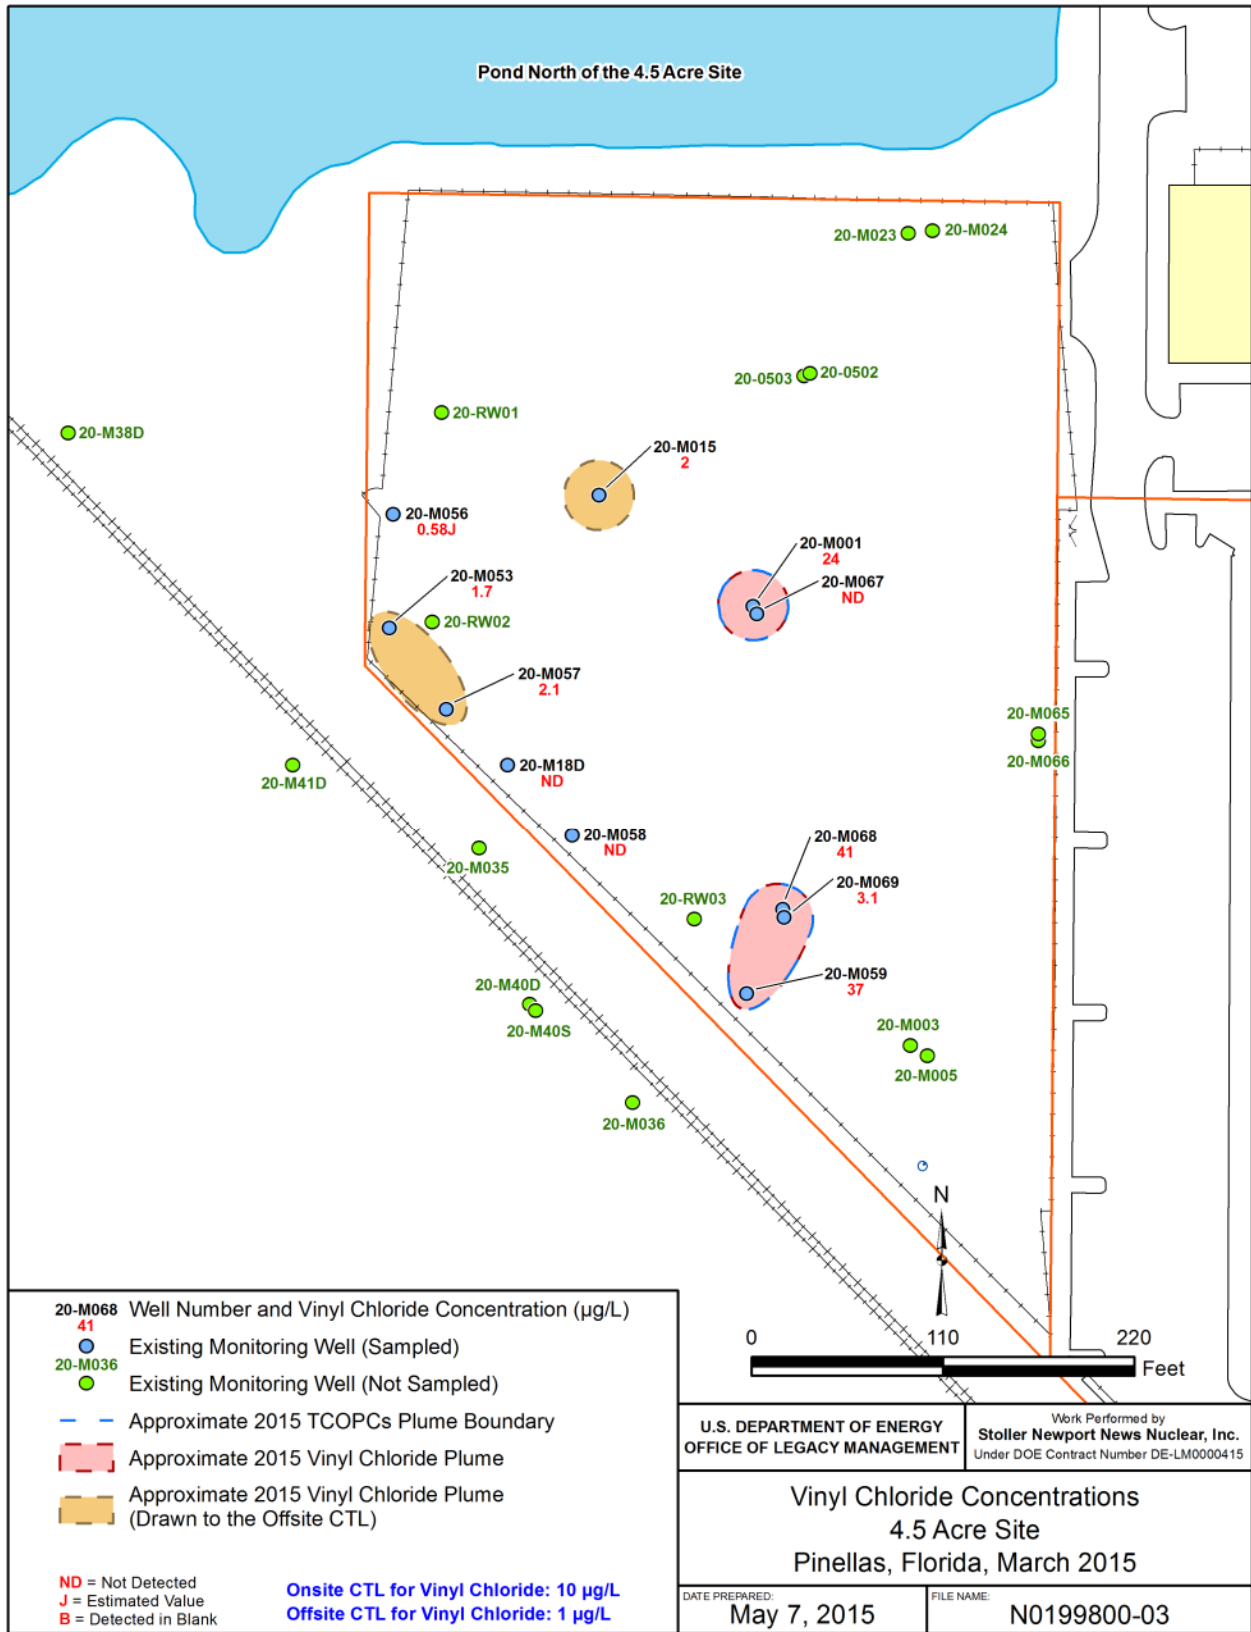 Pond North of the 4.5 Acre Site
20-M023
20-M024
20-0503
20-0502
20-RW01
20-M38D
20-M015
2
20-M056
0.58J
20-M001
24
20-M053
1.7
20-M067
ND
20-RW02
20-M057
2.1
20-M065
20-M066
20-M18D
ND
20-M41D
20-M058
ND
20-M068
41
20-M035
20-M069
3.1
20-RW03
20-M059
37
20-M40D
20-M40S
20-M003
20-M005
20-M036
N
0 110 220
Feet
20-M068 Well Number and Vinyl Chloride Concentration (µg/L)
41
Existing Monitoring Well (Sampled)
20-M036
Existing Monitoring Well (Not Sampled)
Approximate 2015 TCOPCs Plume Boundary
Approximate 2015 Vinyl Chloride Plume
Approximate 2015 Vinyl Chloride Plume
(Drawn to the Offsite CTL)
ND = Not Detected
J = Estimated Value
B = Detected in Blank
Onsite CTL for Vinyl Chloride: 10 µg/L
Offsite CTL for Vinyl Chloride: 1 µg/L
U.S. DEPARTMENT OF ENERGY
OFFICE OF LEGACY MANAGEMENT
Work Performed by
Stoller Newport News Nuclear, Inc.
Under DOE Contract Number DE-LM0000415
Vinyl Chloride Concentrations
4.5 Acre Site
Pinellas, Florida, March 2015
DATE PREPARED:
May 7, 2015
FILE NAME:
N0199800-03